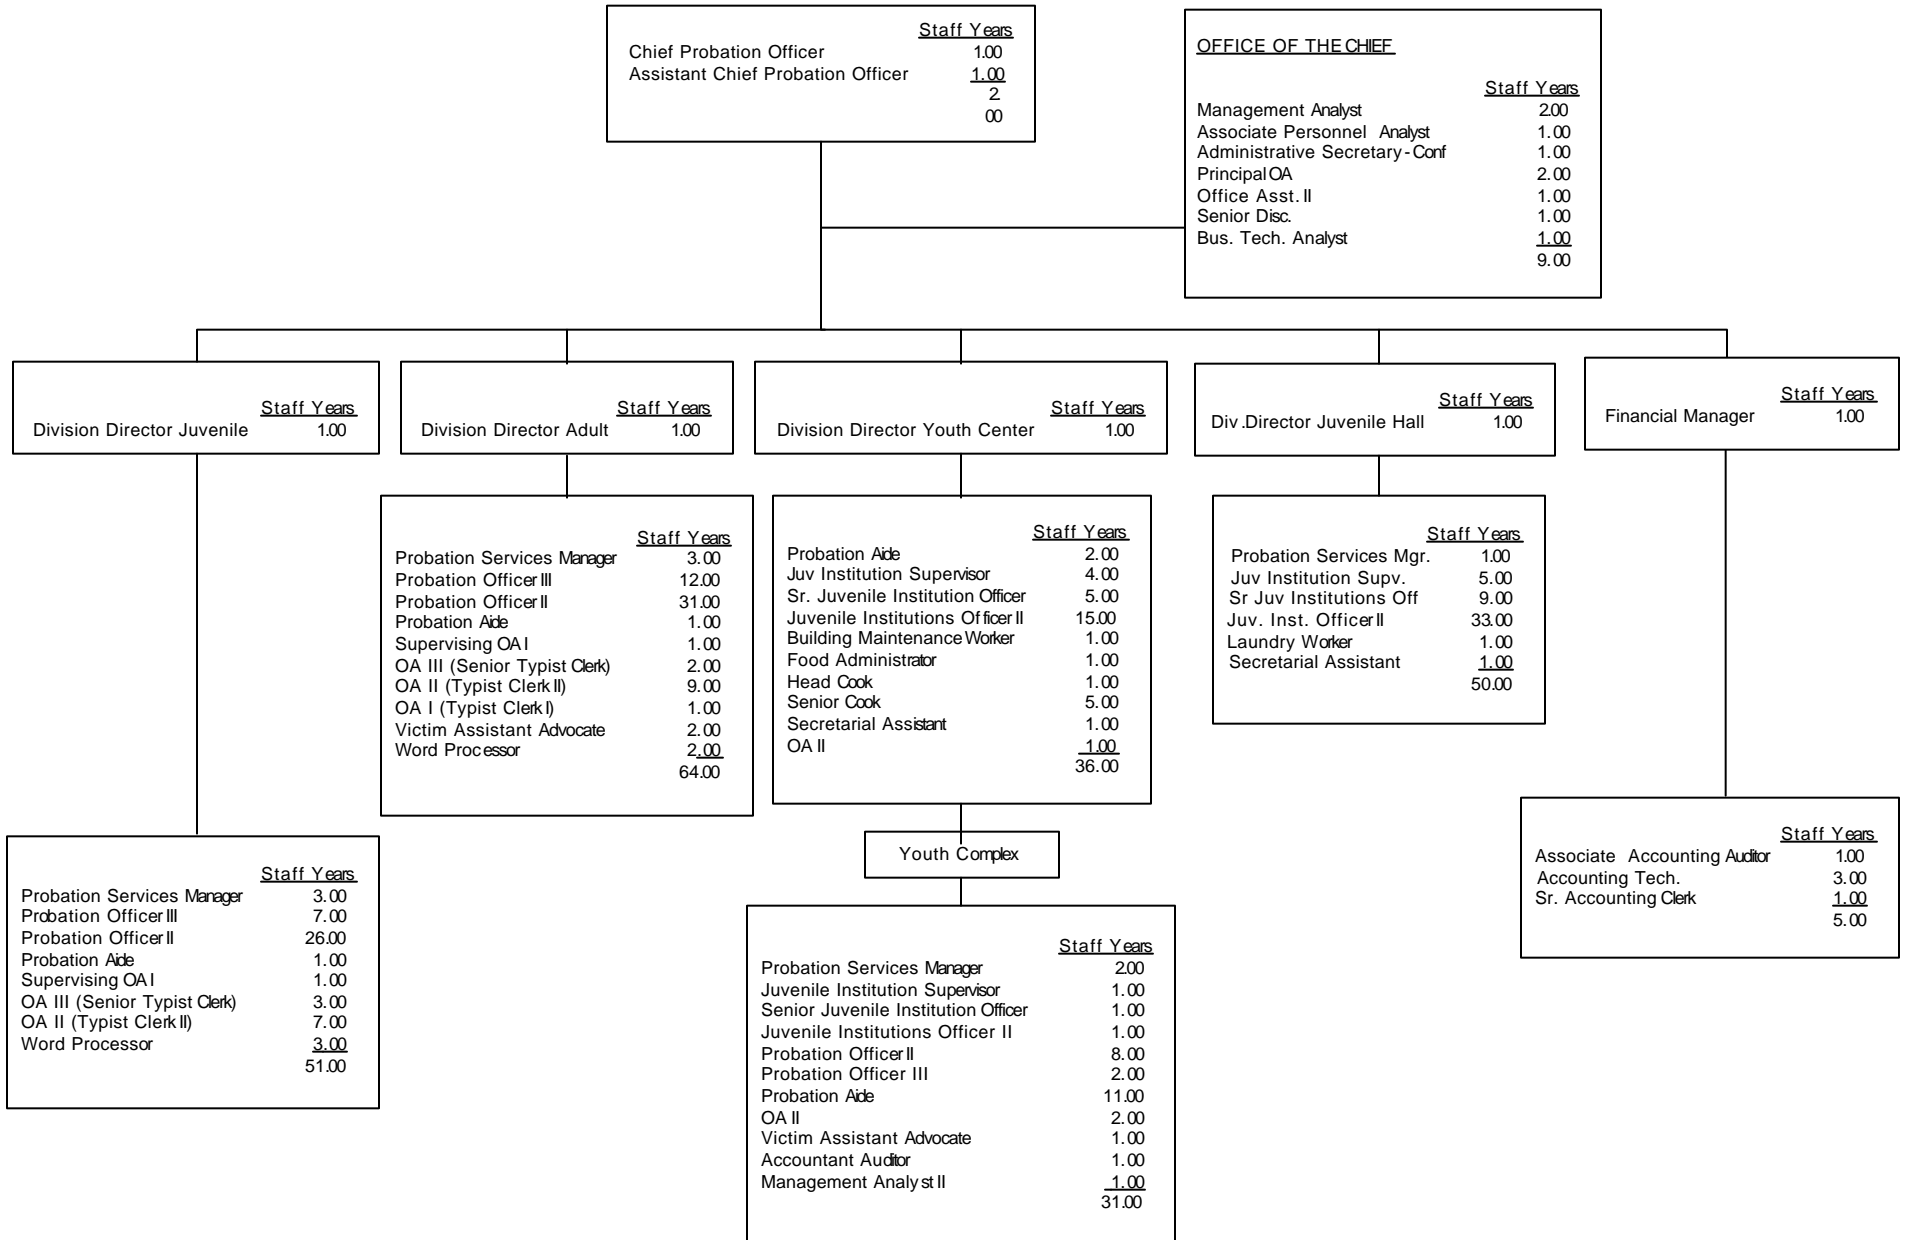 Staff Years
Chief Probation Officer 1.00
Assistant Chief Probation Officer 1.00
2.
00
OFFICE OF THE CHIEF
Staff Years
Management Analyst 2.00
Associate Personnel Analyst 1.00
Administrative Secretary-Conf 1.00
Principal OA 2.00
Office Asst. II 1.00
Senior Disc. 1.00
Bus. Tech. Analyst 1.00
9.00
Staff Years
Division Director Juvenile 1.00
Staff Years
Division Director Adult 1.00
Staff Years
Division Director Youth Center 1.00
Staff Years
Div.Director Juvenile Hall 1.00
Staff Years
Financial Manager 1.00
Staff Years
Probation Services Manager 3.00
Probation Officer III 12.00
Probation Officer II 31.00
Probation Aide 1.00
Supervising OA I 1.00
OA III (Senior Typist Clerk) 2.00
OA II (Typist Clerk II) 9.00
OA I (Typist Clerk I) 1.00
Victim Assistant Advocate 2.00
Word Processor 2.00
64.00
Staff Years
Probation Aide 2.00
Juv Institution Supervisor 4.00
Sr. Juvenile Institution Officer 5.00
Juvenile Institutions Officer II 15.00
Building Maintenance Worker 1.00
Food Administrator 1.00
Head Cook 1.00
Senior Cook 5.00
Secretarial Assistant 1.00
OA II 1.00
36.00
Staff Years
Probation Services Mgr. 1.00
Juv Institution Supv. 5.00
Sr Juv Institutions Off 9.00
Juv. Inst. Officer II 33.00
Laundry Worker 1.00
Secretarial Assistant 1.00
50.00
Staff Years
Associate Accounting Auditor 1.00
Accounting Tech. 3.00
Sr. Accounting Clerk 1.00
5.00
Staff Years
Probation Services Manager 3.00
Probation Officer III 7.00
Probation Officer II 26.00
Probation Aide 1.00
Supervising OA I 1.00
OA III (Senior Typist Clerk) 3.00
OA II (Typist Clerk II) 7.00
Word Processor 3.00
51.00
Youth Complex
Staff Years
Probation Services Manager 2.00
Juvenile Institution Supervisor 1.00
Senior Juvenile Institution Officer 1.00
Juvenile Institutions Officer II 1.00
Probation Officer II 8.00
Probation Officer III 2.00
Probation Aide 11.00
OA II 2.00
Victim Assistant Advocate 1.00
Accountant Auditor 1.00
Management Analyst II 1.00
31.00